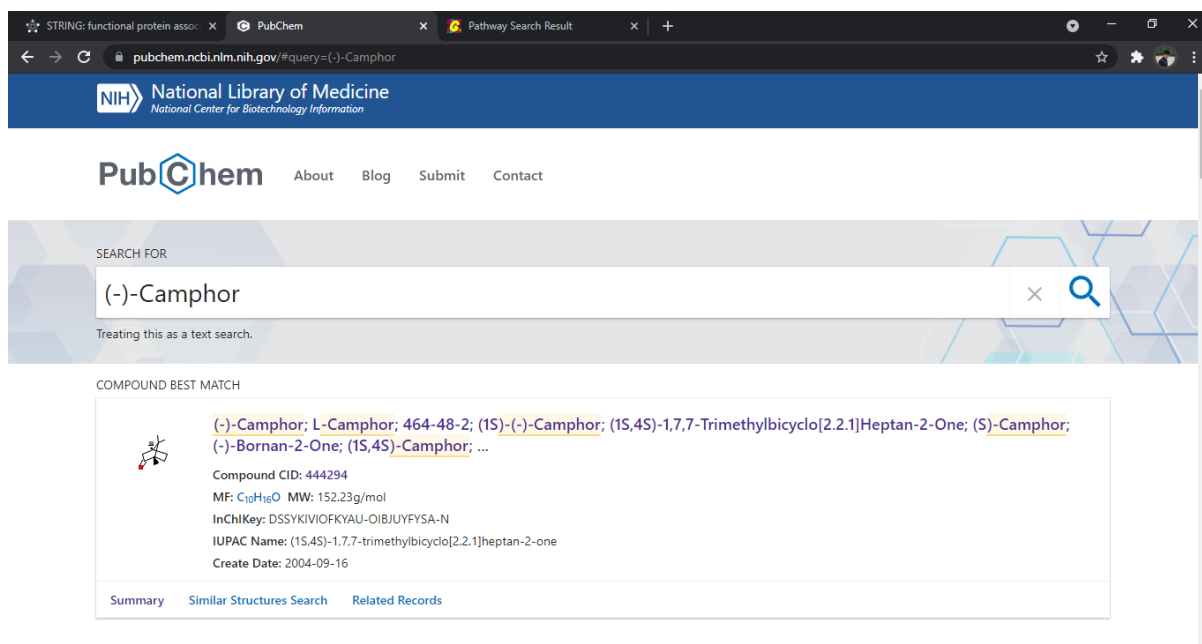 STRING: functional protein assoc
PubChem
Pathway Search Result
pubchem.ncbi.nlm.nih.gov/#query=(-)-Camphor
NIH National Library of Medicine
National Center for Biotechnology Information
PubChem About Blog Submit Contact
SEARCH FOR
(-)-Camphor
Treating this as a text search.
COMPOUND BEST MATCH
(-)-Camphor; L-Camphor; 464-48-2; (1S)-(-)-Camphor; (1S,4S)-1,7,7-Trimethylbicyclo[2.2.1]Heptan-2-One; (S)-Camphor;
(-)-Bornan-2-One; (1S,4S)-Camphor; ...
Compound CID: 444294
MF: C₁₀H₁₆O MW: 152.23g/mol
InChIKey: DSSYKIVIOFKYAU-OIBJUYFYSA-N
IUPAC Name: (1S,4S)-1,7,7-trimethylbicyclo[2.2.1]heptan-2-one
Create Date: 2004-09-16
Summary Similar Structures Search Related Records